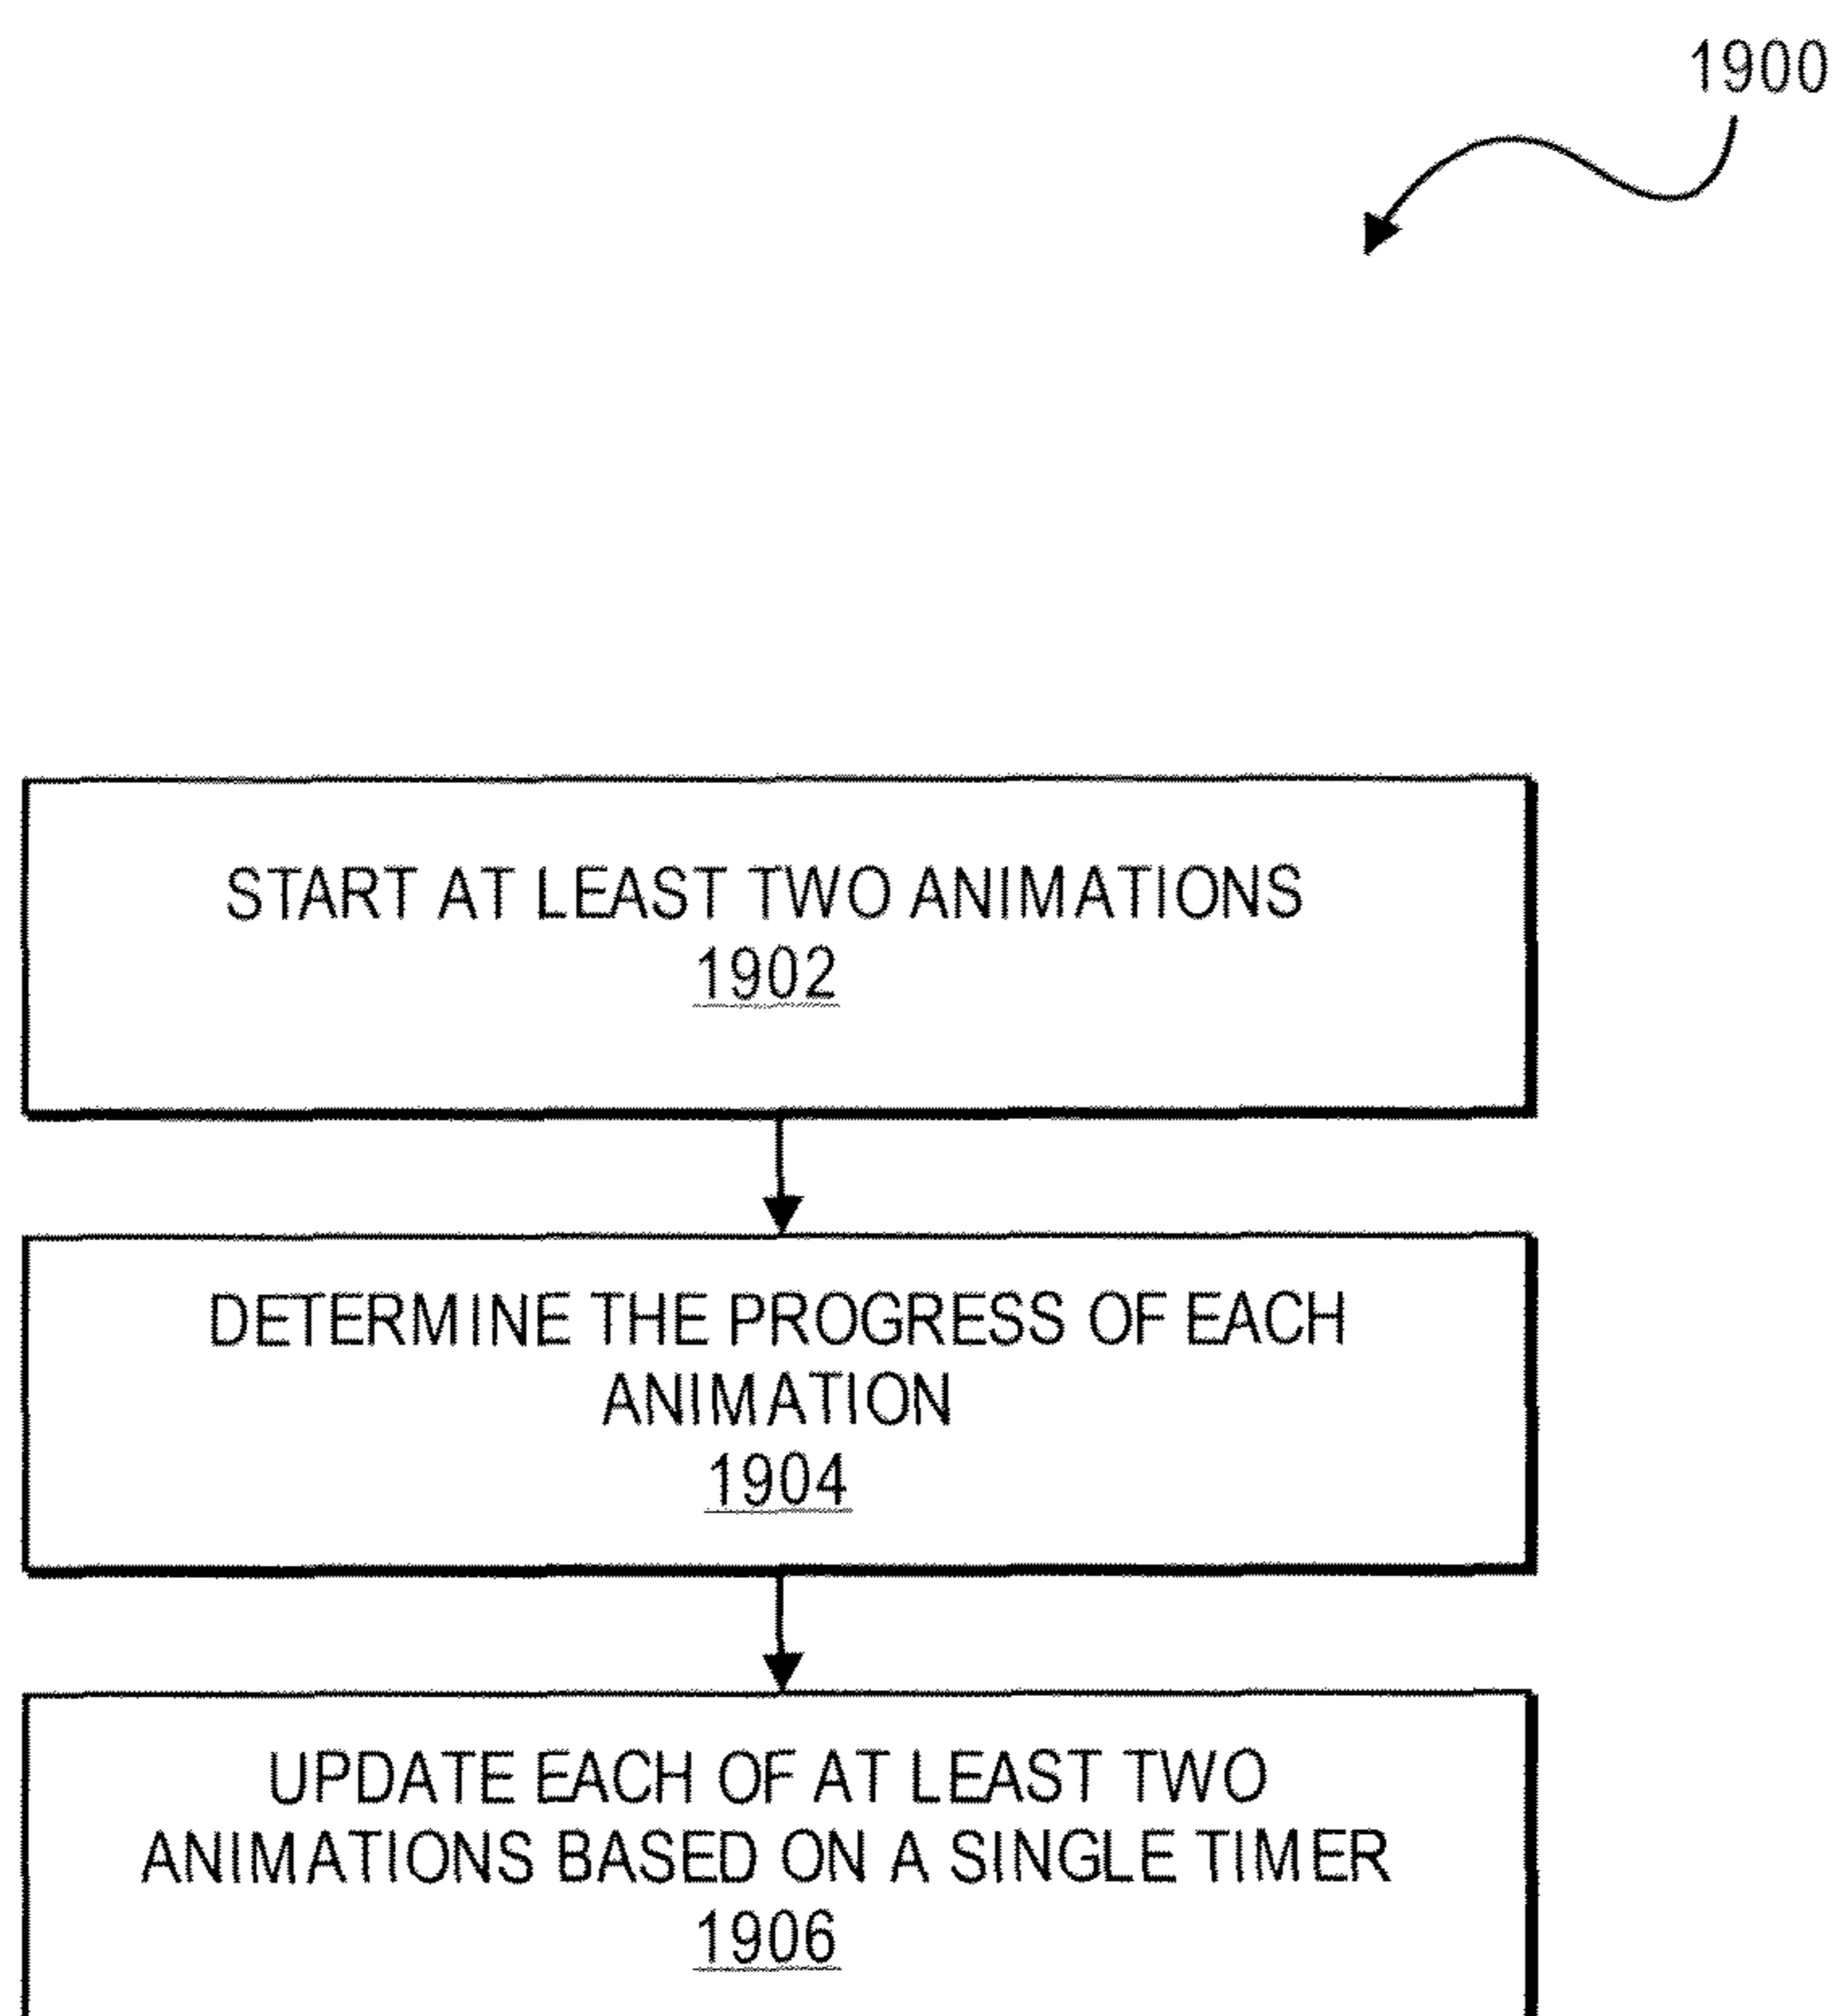 1900
START AT LEAST TWO ANIMATIONS
1902
DETERMINE THE PROGRESS OF EACH
ANIMATION
1904
UPDATE EACH OF AT LEAST TWO
ANIMATIONS BASED ON A SINGLE TIMER
1906